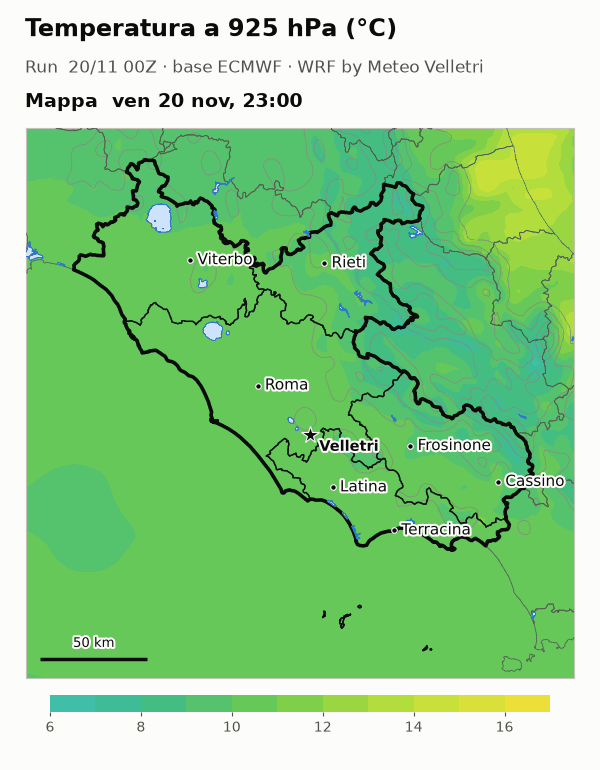 Temperatura a 925 hPa (°C)
Run  20/11 00Z · base ECMWF · WRF by Meteo Velletri
Mappa  ven 20 nov, 23:00
Viterbo
Rieti
Roma
Velletri
Frosinone
Latina
Cassino
Terracina
50 km
6 8 10 12 14 16